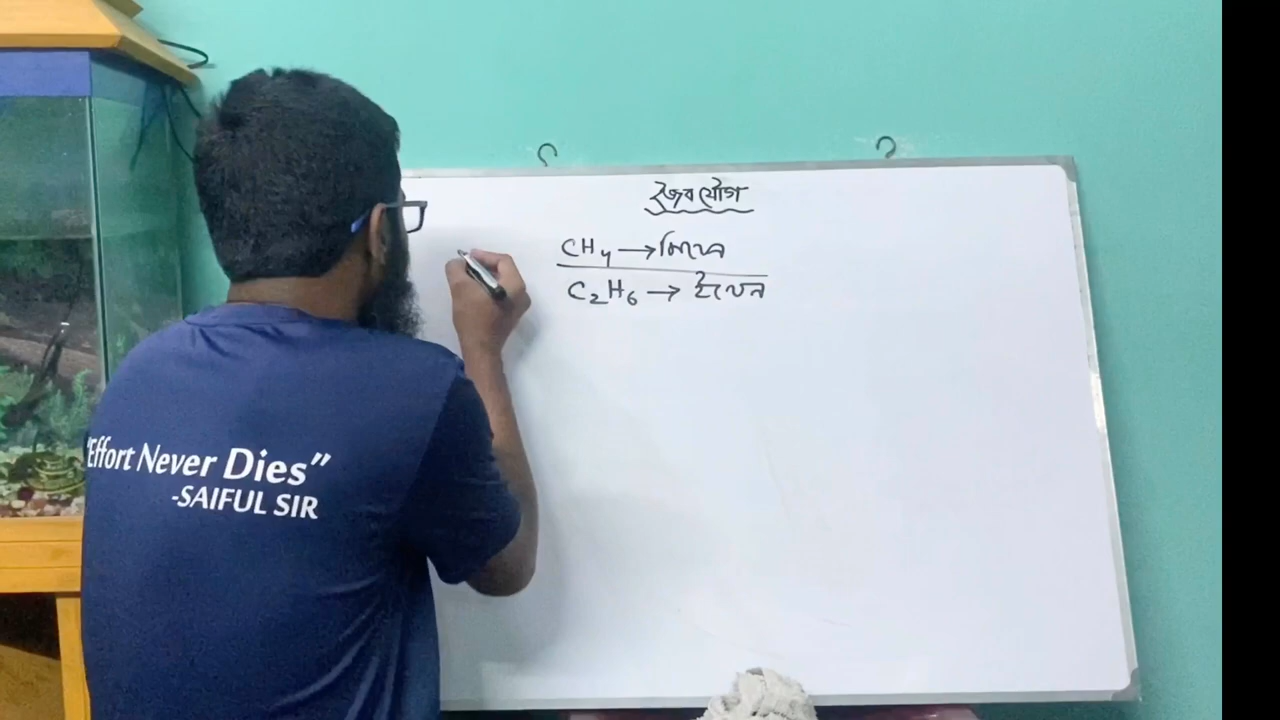 "Effort Never Dies"
-SAIFUL SIR
জৈব যৌগ
CH₄ → মিথেন
C₂H₆ → ইথেন